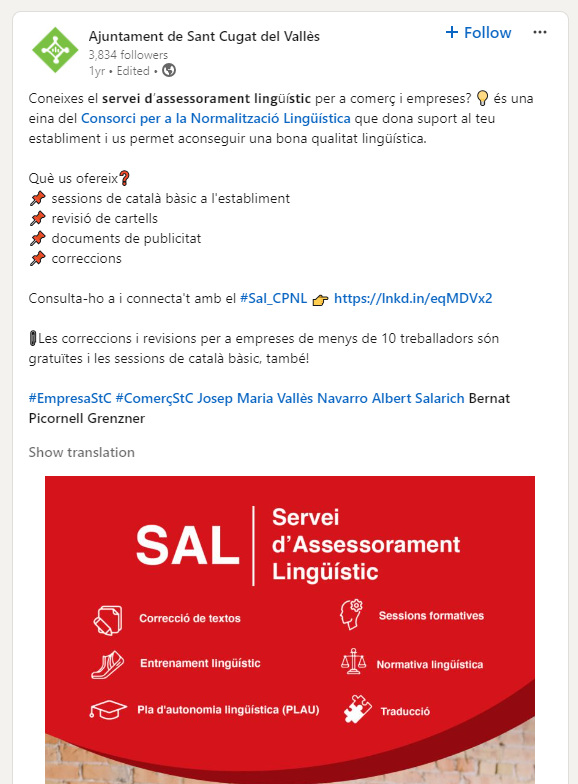 Ajuntament de Sant Cugat del Vallès
+ Follow
3,834 followers
1yr • Edited •
Coneixes el servei d'assessorament lingüístic per a comerç i empreses? 💡 és una
eina del Consorci per a la Normalització Lingüística que dona suport al teu
establiment i us permet aconseguir una bona qualitat lingüística.
Què us ofereix❓
📌 sessions de català bàsic a l'establiment
📌 revisió de cartells
📌 documents de publicitat
📌 correccions
Consulta-ho a i connecta't amb el #Sal_CPNL 👉 https://lnkd.in/eqMDVx2
Les correccions i revisions per a empreses de menys de 10 treballadors són
gratuïtes i les sessions de català bàsic, també!
#EmpresaStC #ComerçStC Josep Maria Vallès Navarro Albert Salarich Bernat
Picornell Grenzner
Show translation
SAL
Servei
d'Assessorament
Lingüístic
Correcció de textos
Sessions formatives
Entrenament lingüístic
Normativa lingüística
Pla d'autonomia lingüística (PLAU)
Traducció